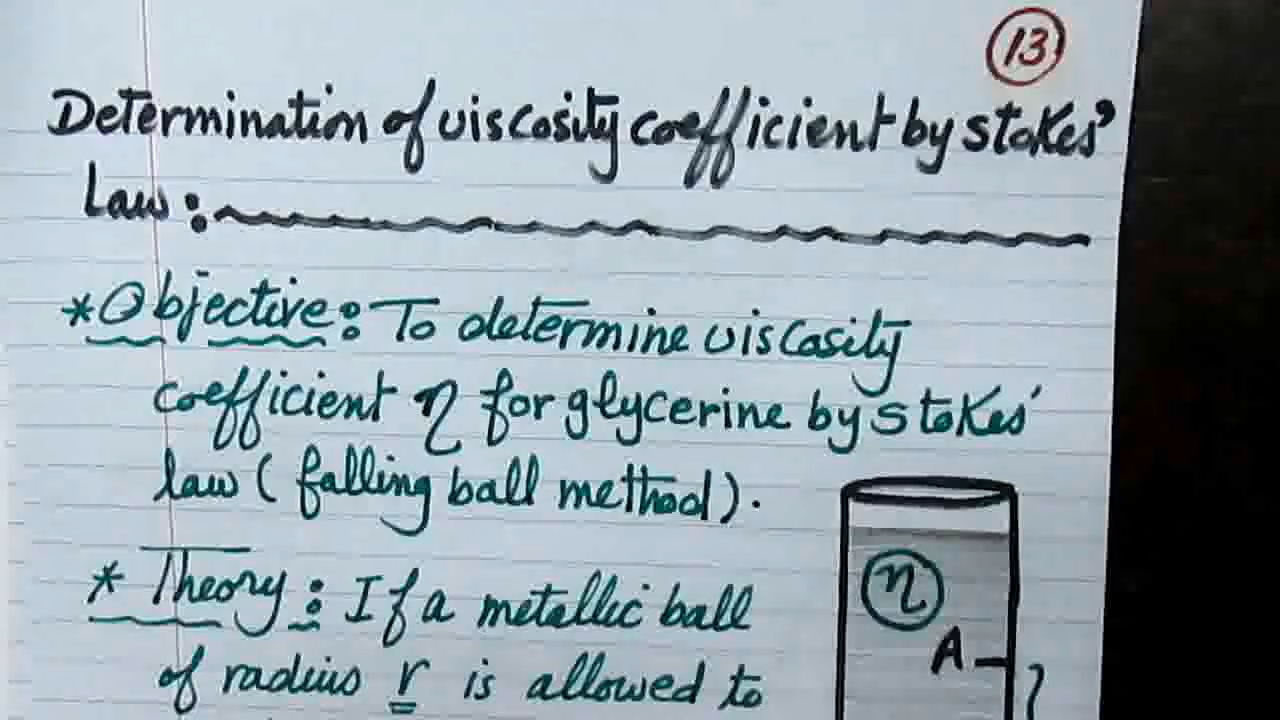 13
Determination of viscosity coefficient by Stokes'
Law:
*Objective: To determine viscosity
coefficient η for glycerine by Stokes'
law (falling ball method).
* Theory: If a metallic ball
η
A
of radius r is allowed to